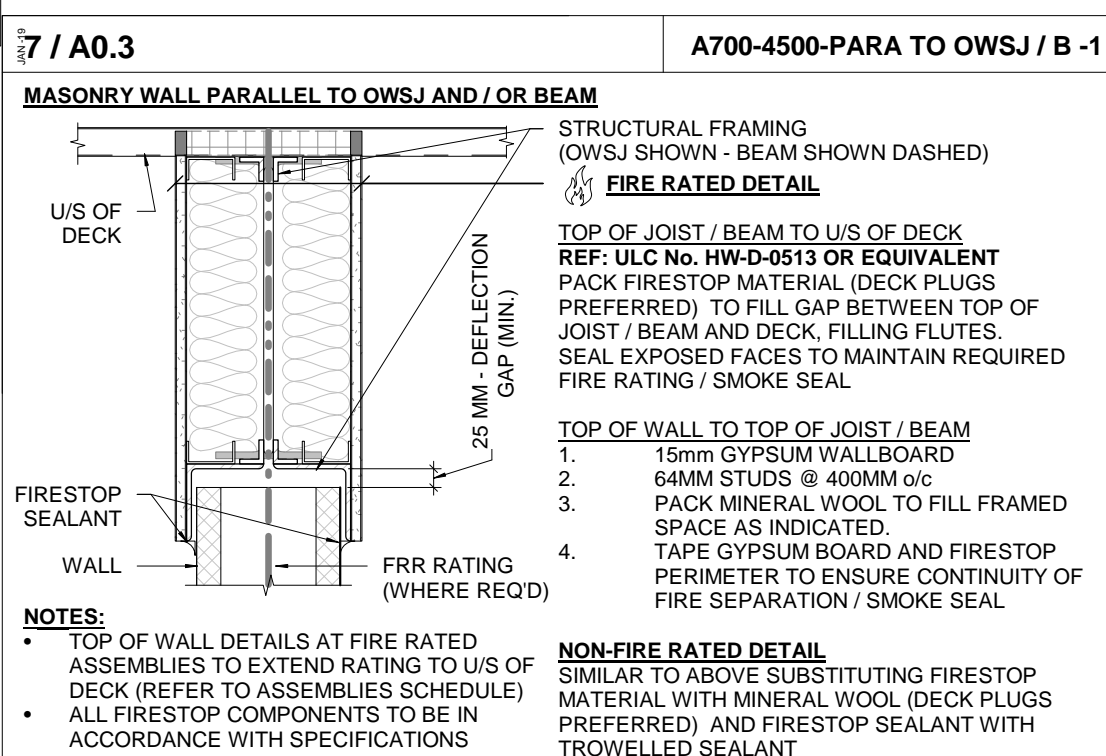 JAN -19
7 / A0.3
A700-4500-PARA TO OWSJ / B -1
MASONRY WALL PARALLEL TO OWSJ AND / OR BEAM
U/S OF
DECK
25 MM - DEFLECTION
GAP (MIN.)
FIRESTOP
SEALANT
WALL
FRR RATING
(WHERE REQ'D)
NOTES:
• TOP OF WALL DETAILS AT FIRE RATED
ASSEMBLIES TO EXTEND RATING TO U/S OF
DECK (REFER TO ASSEMBLIES SCHEDULE)
• ALL FIRESTOP COMPONENTS TO BE IN
ACCORDANCE WITH SPECIFICATIONS
STRUCTURAL FRAMING
(OWSJ SHOWN - BEAM SHOWN DASHED)
FIRE RATED DETAIL
TOP OF JOIST / BEAM TO U/S OF DECK
REF: ULC No. HW-D-0513 OR EQUIVALENT
PACK FIRESTOP MATERIAL (DECK PLUGS
PREFERRED) TO FILL GAP BETWEEN TOP OF
JOIST / BEAM AND DECK, FILLING FLUTES.
SEAL EXPOSED FACES TO MAINTAIN REQUIRED
FIRE RATING / SMOKE SEAL
TOP OF WALL TO TOP OF JOIST / BEAM
1. 15mm GYPSUM WALLBOARD
2. 64MM STUDS @ 400MM o/c
3. PACK MINERAL WOOL TO FILL FRAMED
SPACE AS INDICATED.
4. TAPE GYPSUM BOARD AND FIRESTOP
PERIMETER TO ENSURE CONTINUITY OF
FIRE SEPARATION / SMOKE SEAL
NON-FIRE RATED DETAIL
SIMILAR TO ABOVE SUBSTITUTING FIRESTOP
MATERIAL WITH MINERAL WOOL (DECK PLUGS
PREFERRED) AND FIRESTOP SEALANT WITH
TROWELLED SEALANT